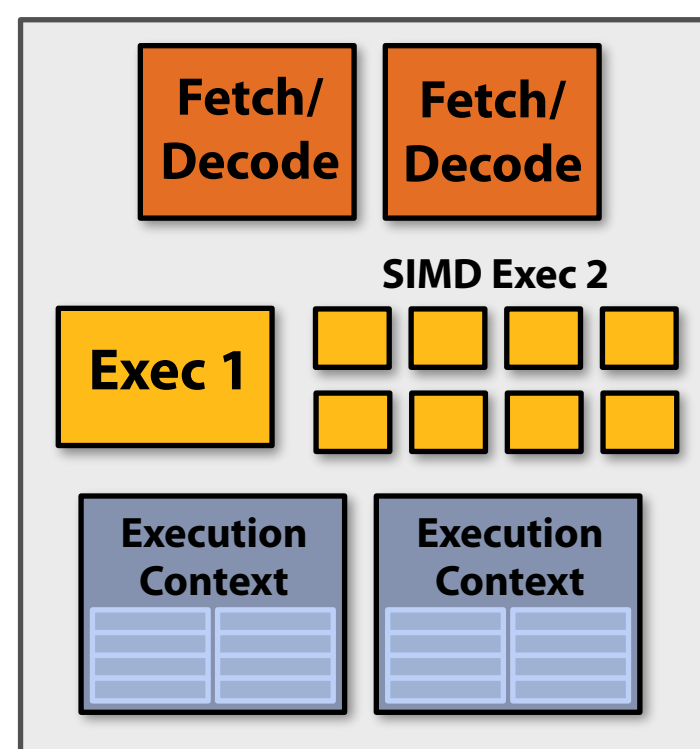 Fetch/
Decode
Fetch/
Decode
SIMD Exec 2
Exec 1
Execution
Context
Execution
Context